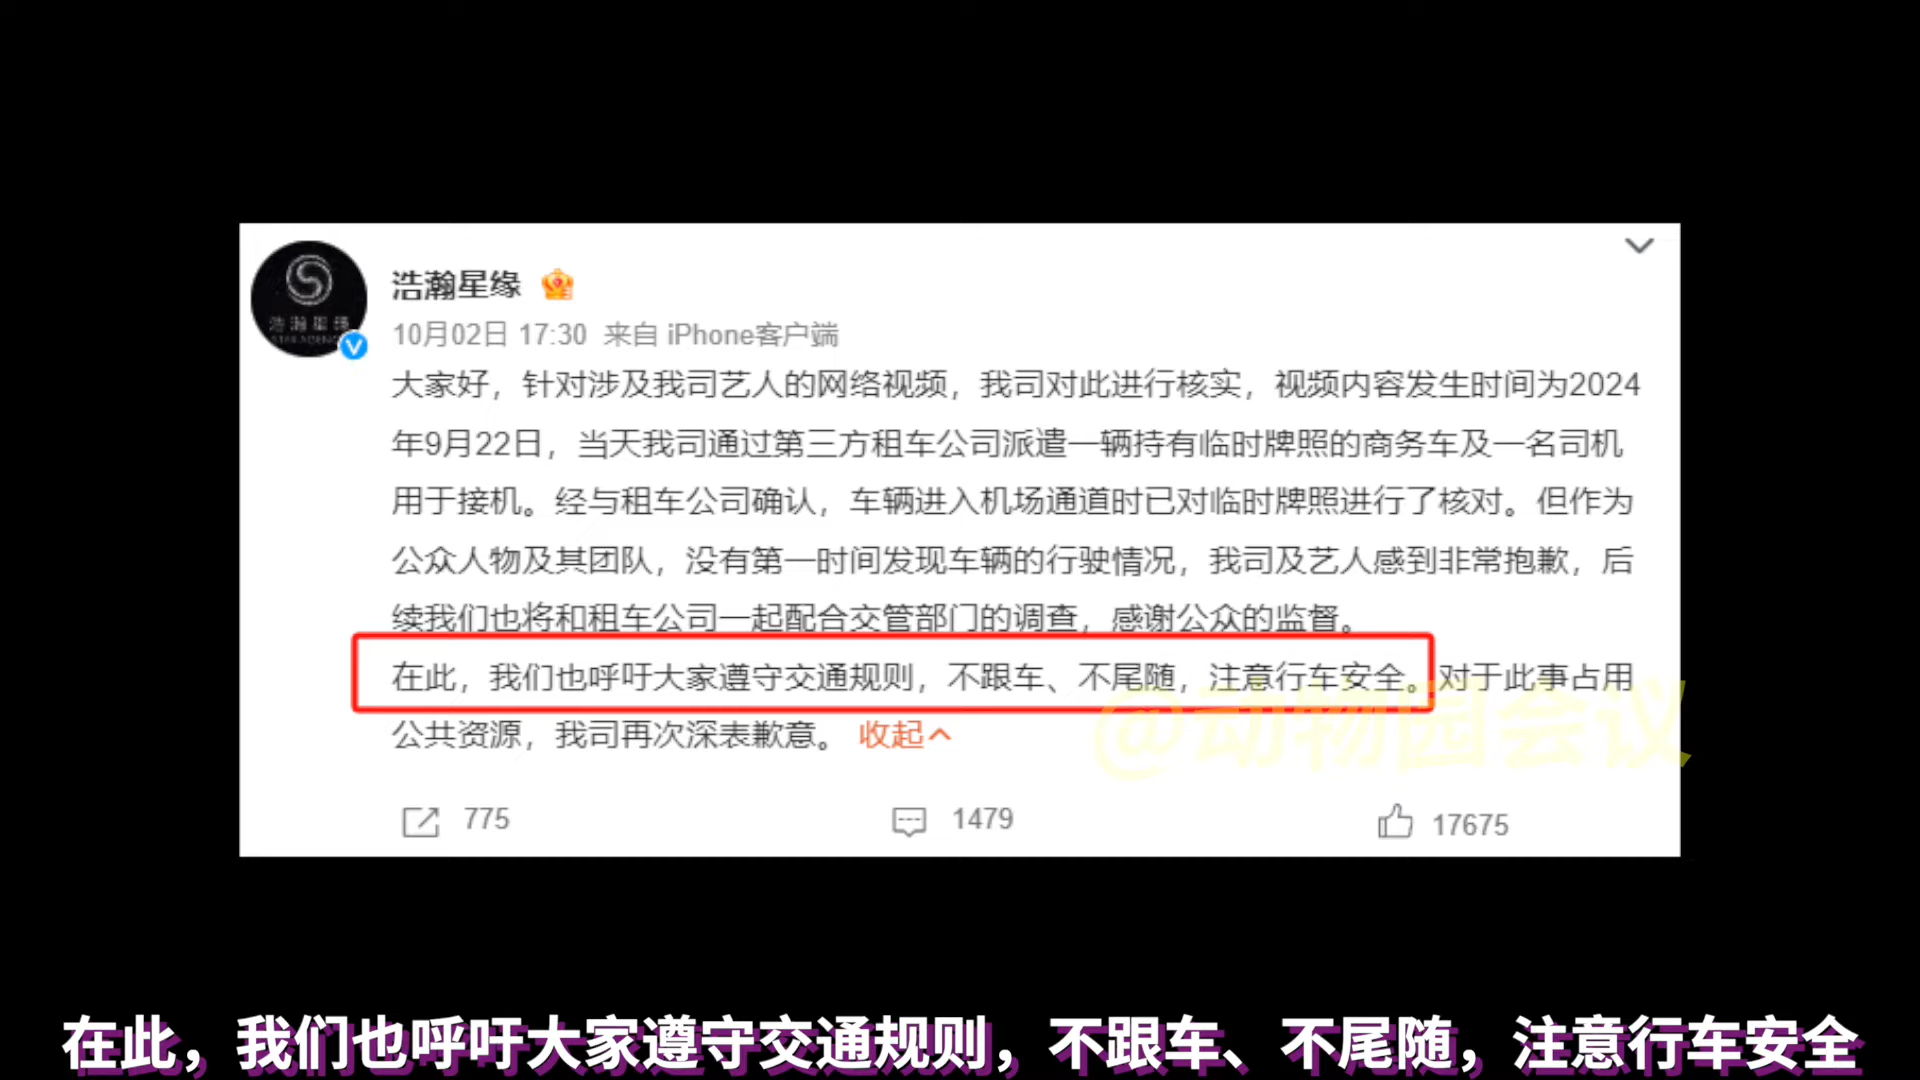 浩瀚星缘
浩瀚星缘
10月02日 17:30 来自 iPhone客户端
大家好，针对涉及我司艺人的网络视频，我司对此进行核实，视频内容发生时间为2024
年9月22日，当天我司通过第三方租车公司派遣一辆持有临时牌照的商务车及一名司机
用于接机。经与租车公司确认，车辆进入机场通道时已对临时牌照进行了核对。但作为
公众人物及其团队，没有第一时间发现车辆的行驶情况，我司及艺人感到非常抱歉，后
续我们也将和租车公司一起配合交管部门的调查，感谢公众的监督。
在此，我们也呼吁大家遵守交通规则，不跟车、不尾随，注意行车安全。对于此事占用
公共资源，我司再次深表歉意。 收起
@动物园会议
775 1479 17675
在此，我们也呼吁大家遵守交通规则，不跟车、不尾随，注意行车安全